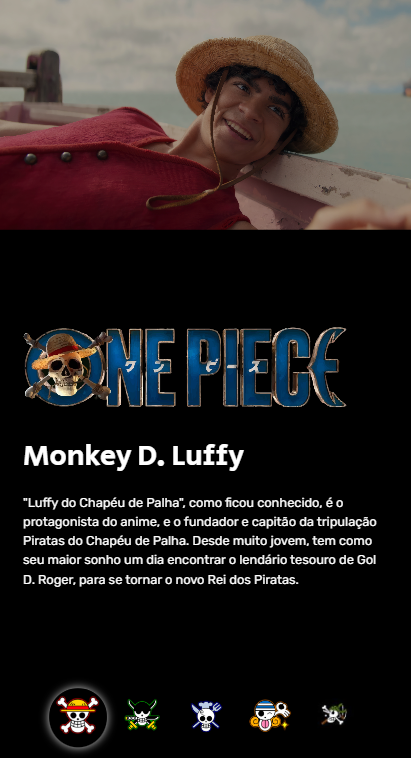 ONE PIECE
ワンピース
Monkey D. Luffy
"Luffy do Chapéu de Palha", como ficou conhecido, é o
protagonista do anime, e o fundador e capitão da tripulação
Piratas do Chapéu de Palha. Desde muito jovem, tem como
seu maior sonho um dia encontrar o lendário tesouro de Gol
D. Roger, para se tornar o novo Rei dos Piratas.